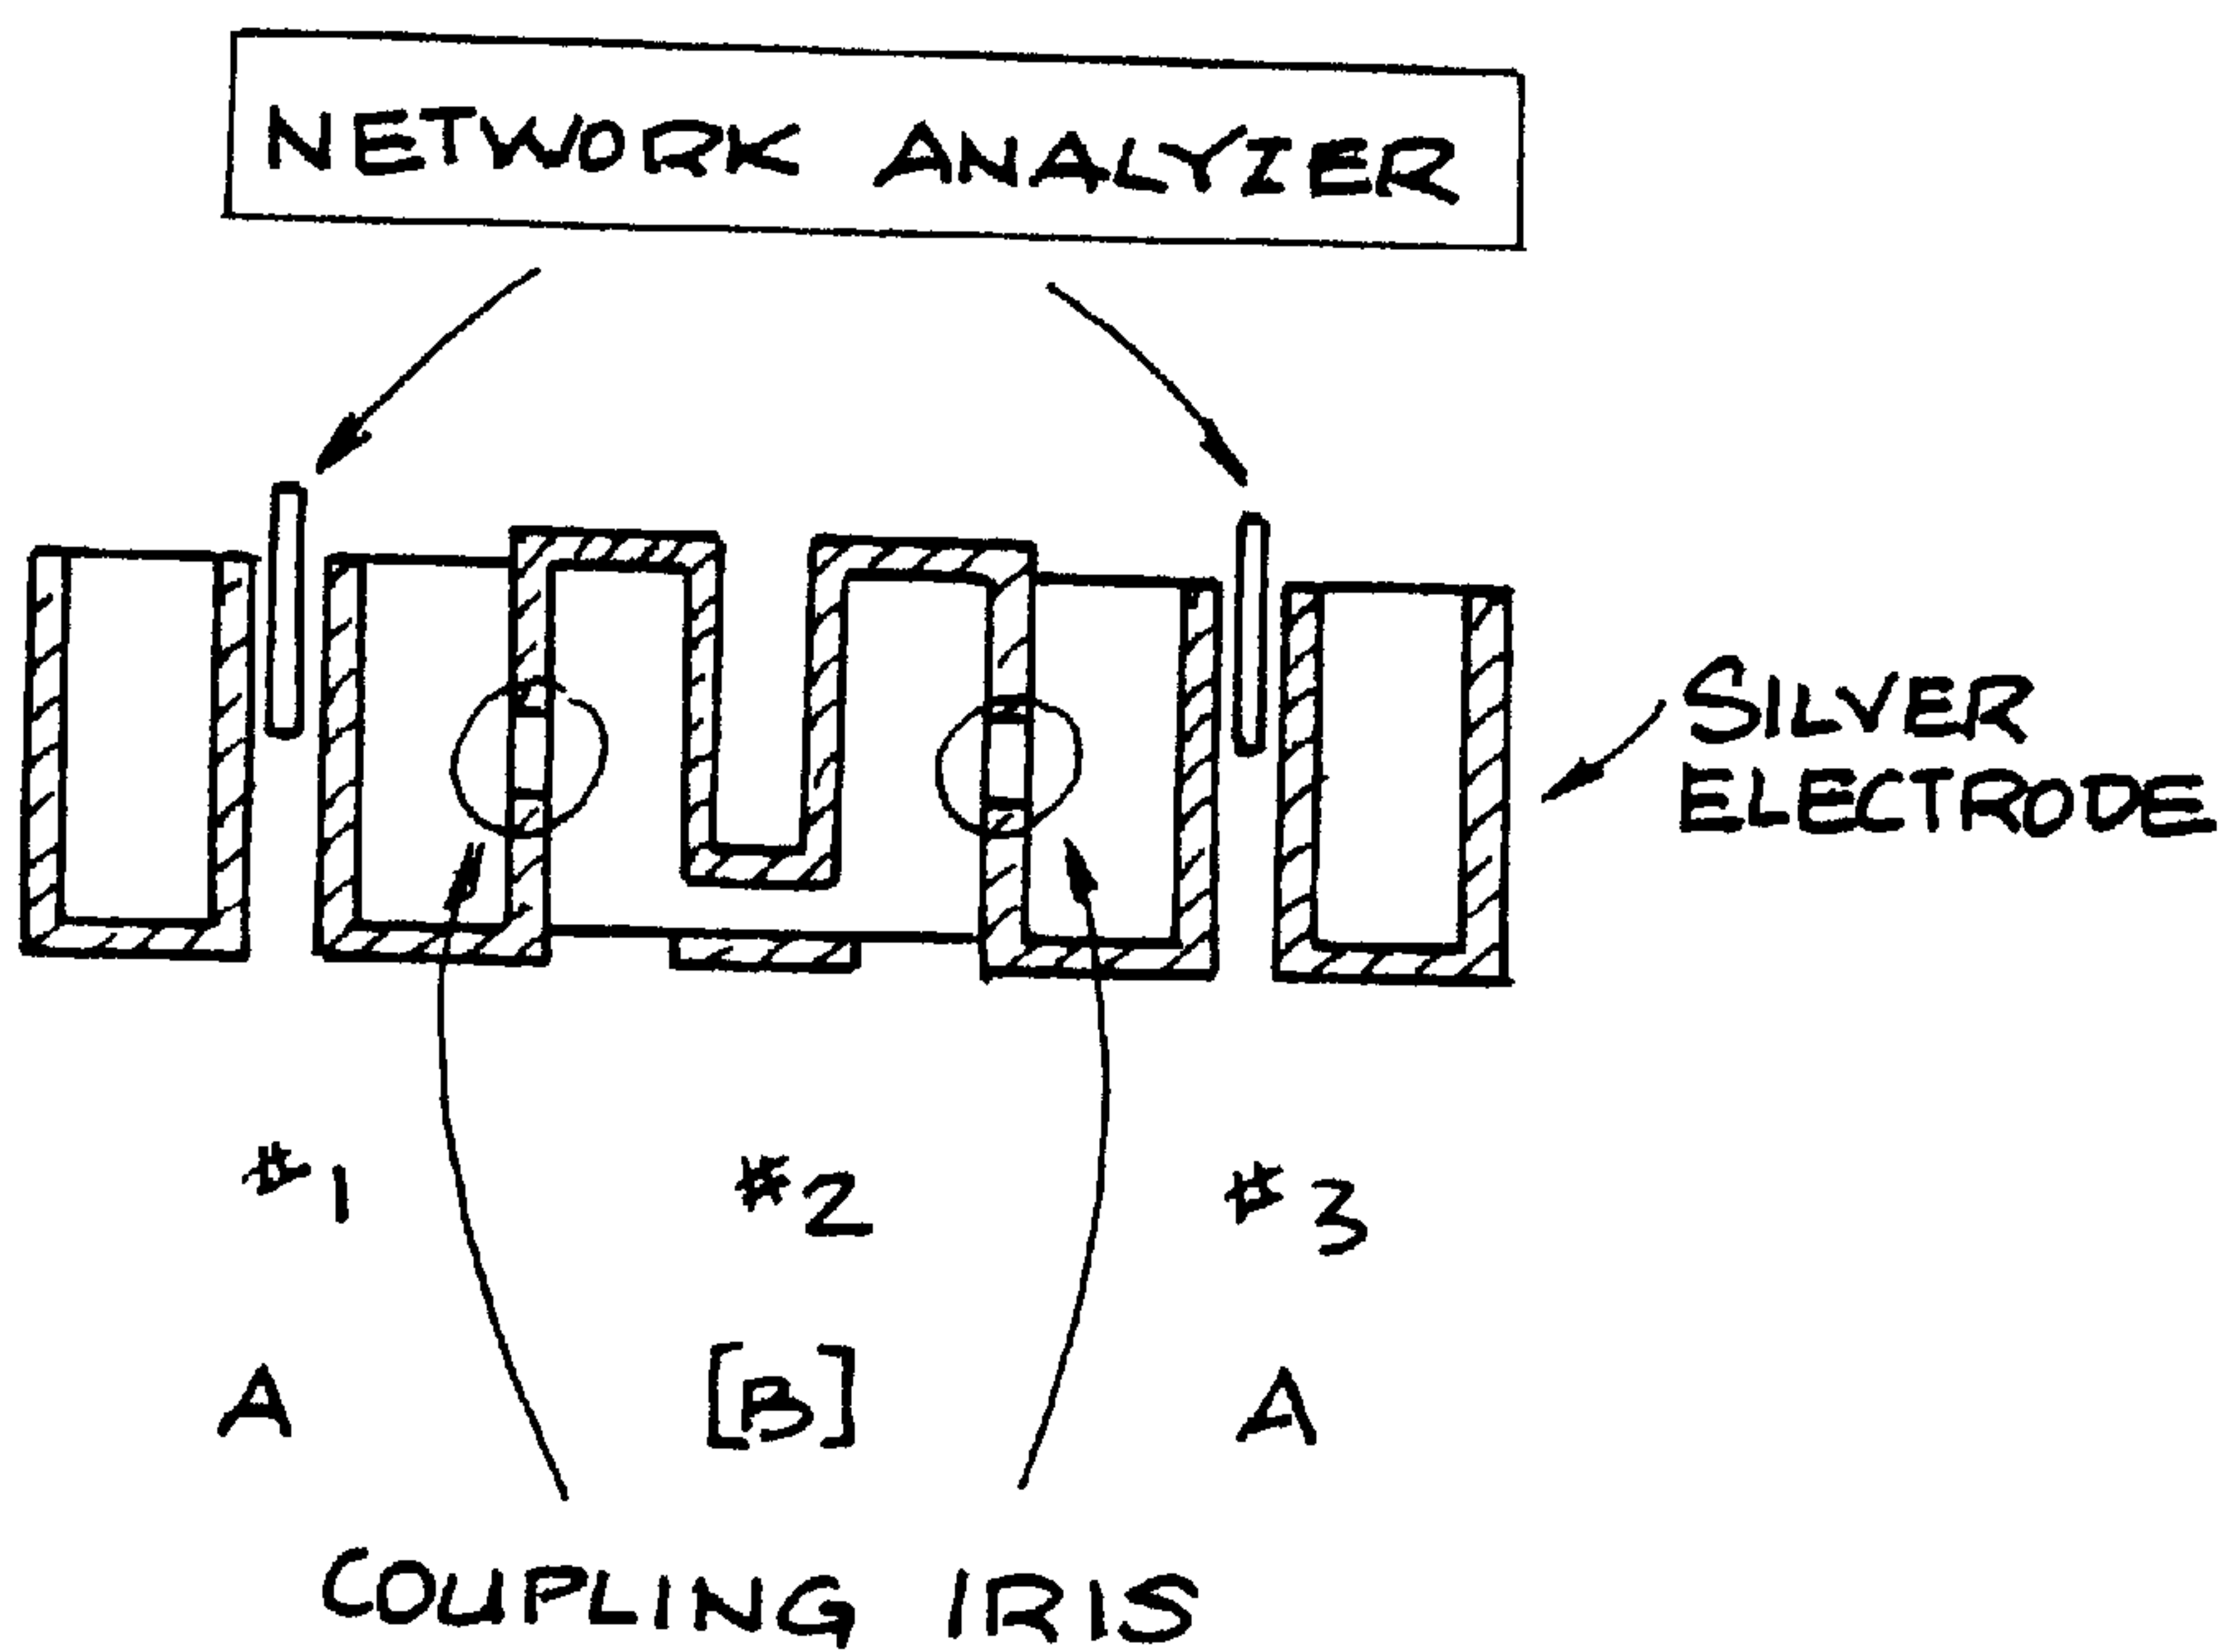 NETWORK ANALYZER
SILVER
ELECTRODE
#1 #2 #3
A [B] A
COUPLING IRIS